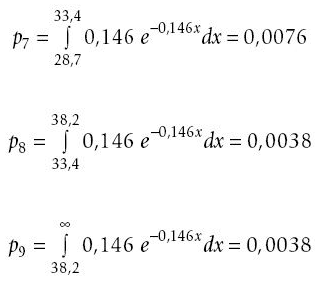 p₇ = ∫_{28,7}^{33,4} 0,146 e^{−0,146x} dx = 0,0076
p₈ = ∫_{33,4}^{38,2} 0,146 e^{−0,146x} dx = 0,0038
p₉ = ∫_{38,2}^{∞} 0,146 e^{−0,146x} dx = 0,0038